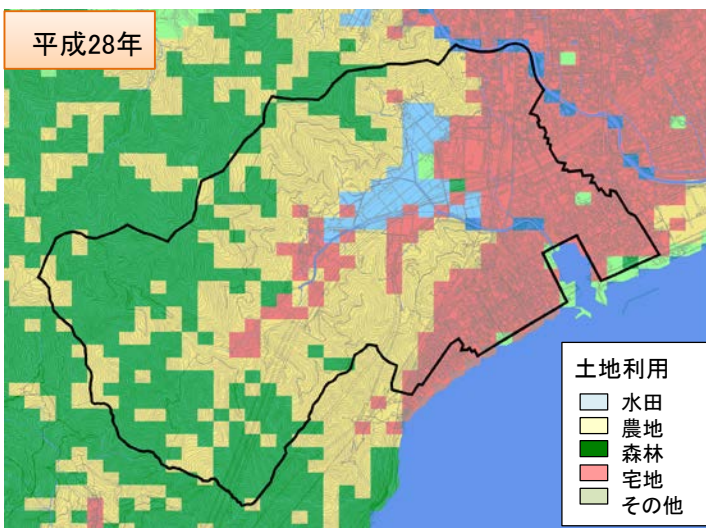 平成28年
土地利用
水田
農地
森林
宅地
その他